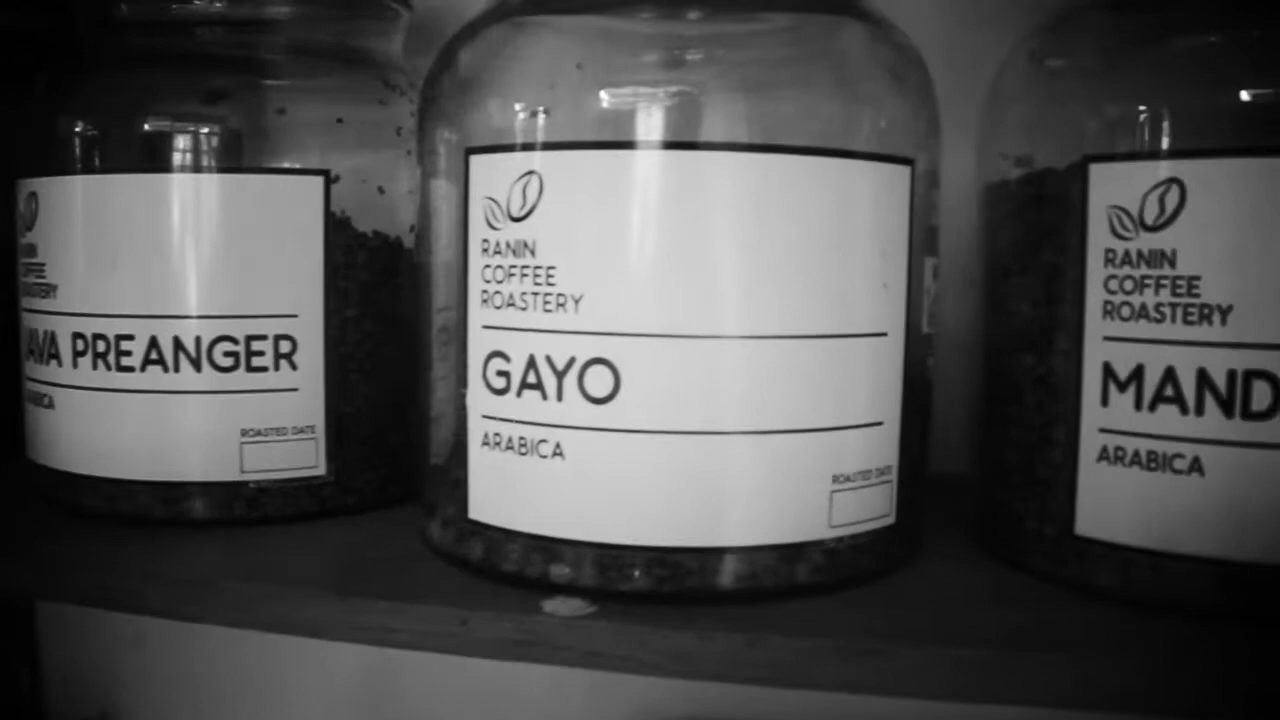 RANIN
COFFEE
ROASTERY
AVA PREANGER
ARABICA
ROASTED DATE
RANIN
COFFEE
ROASTERY
GAYO
ARABICA
ROASTED DATE
RANIN
COFFEE
ROASTERY
MAND
ARABICA